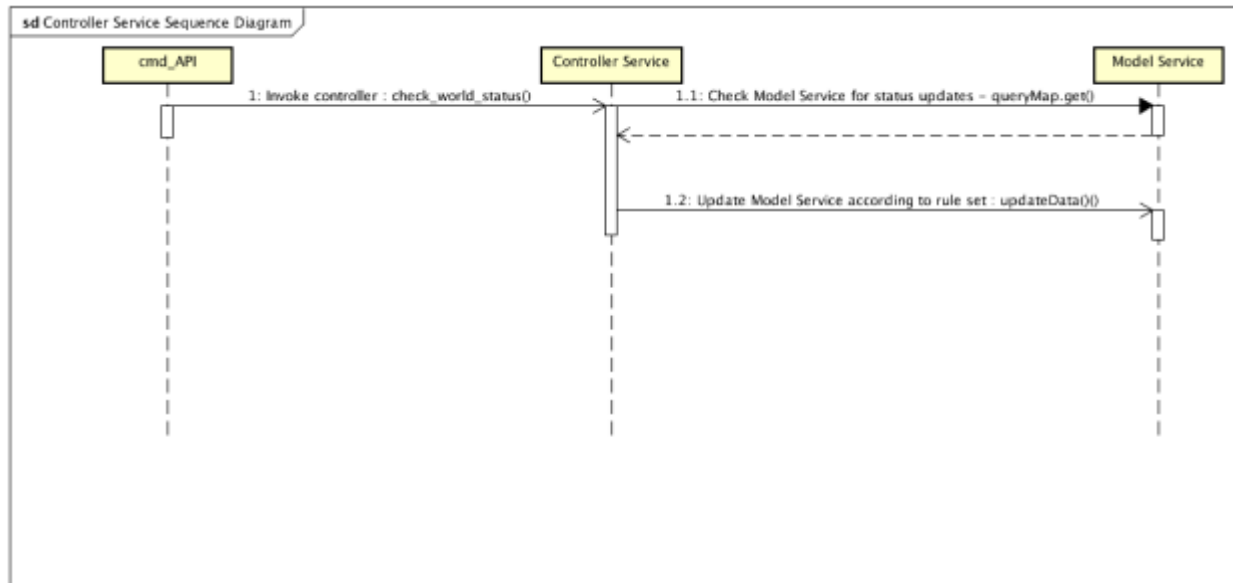 sd Controller Service Sequence Diagram
cmd_API
Controller Service
Model Service
1: Invoke controller : check_world_status()
1.1: Check Model Service for status updates - queryMap.get()
1.2: Update Model Service according to rule set : updateData()()